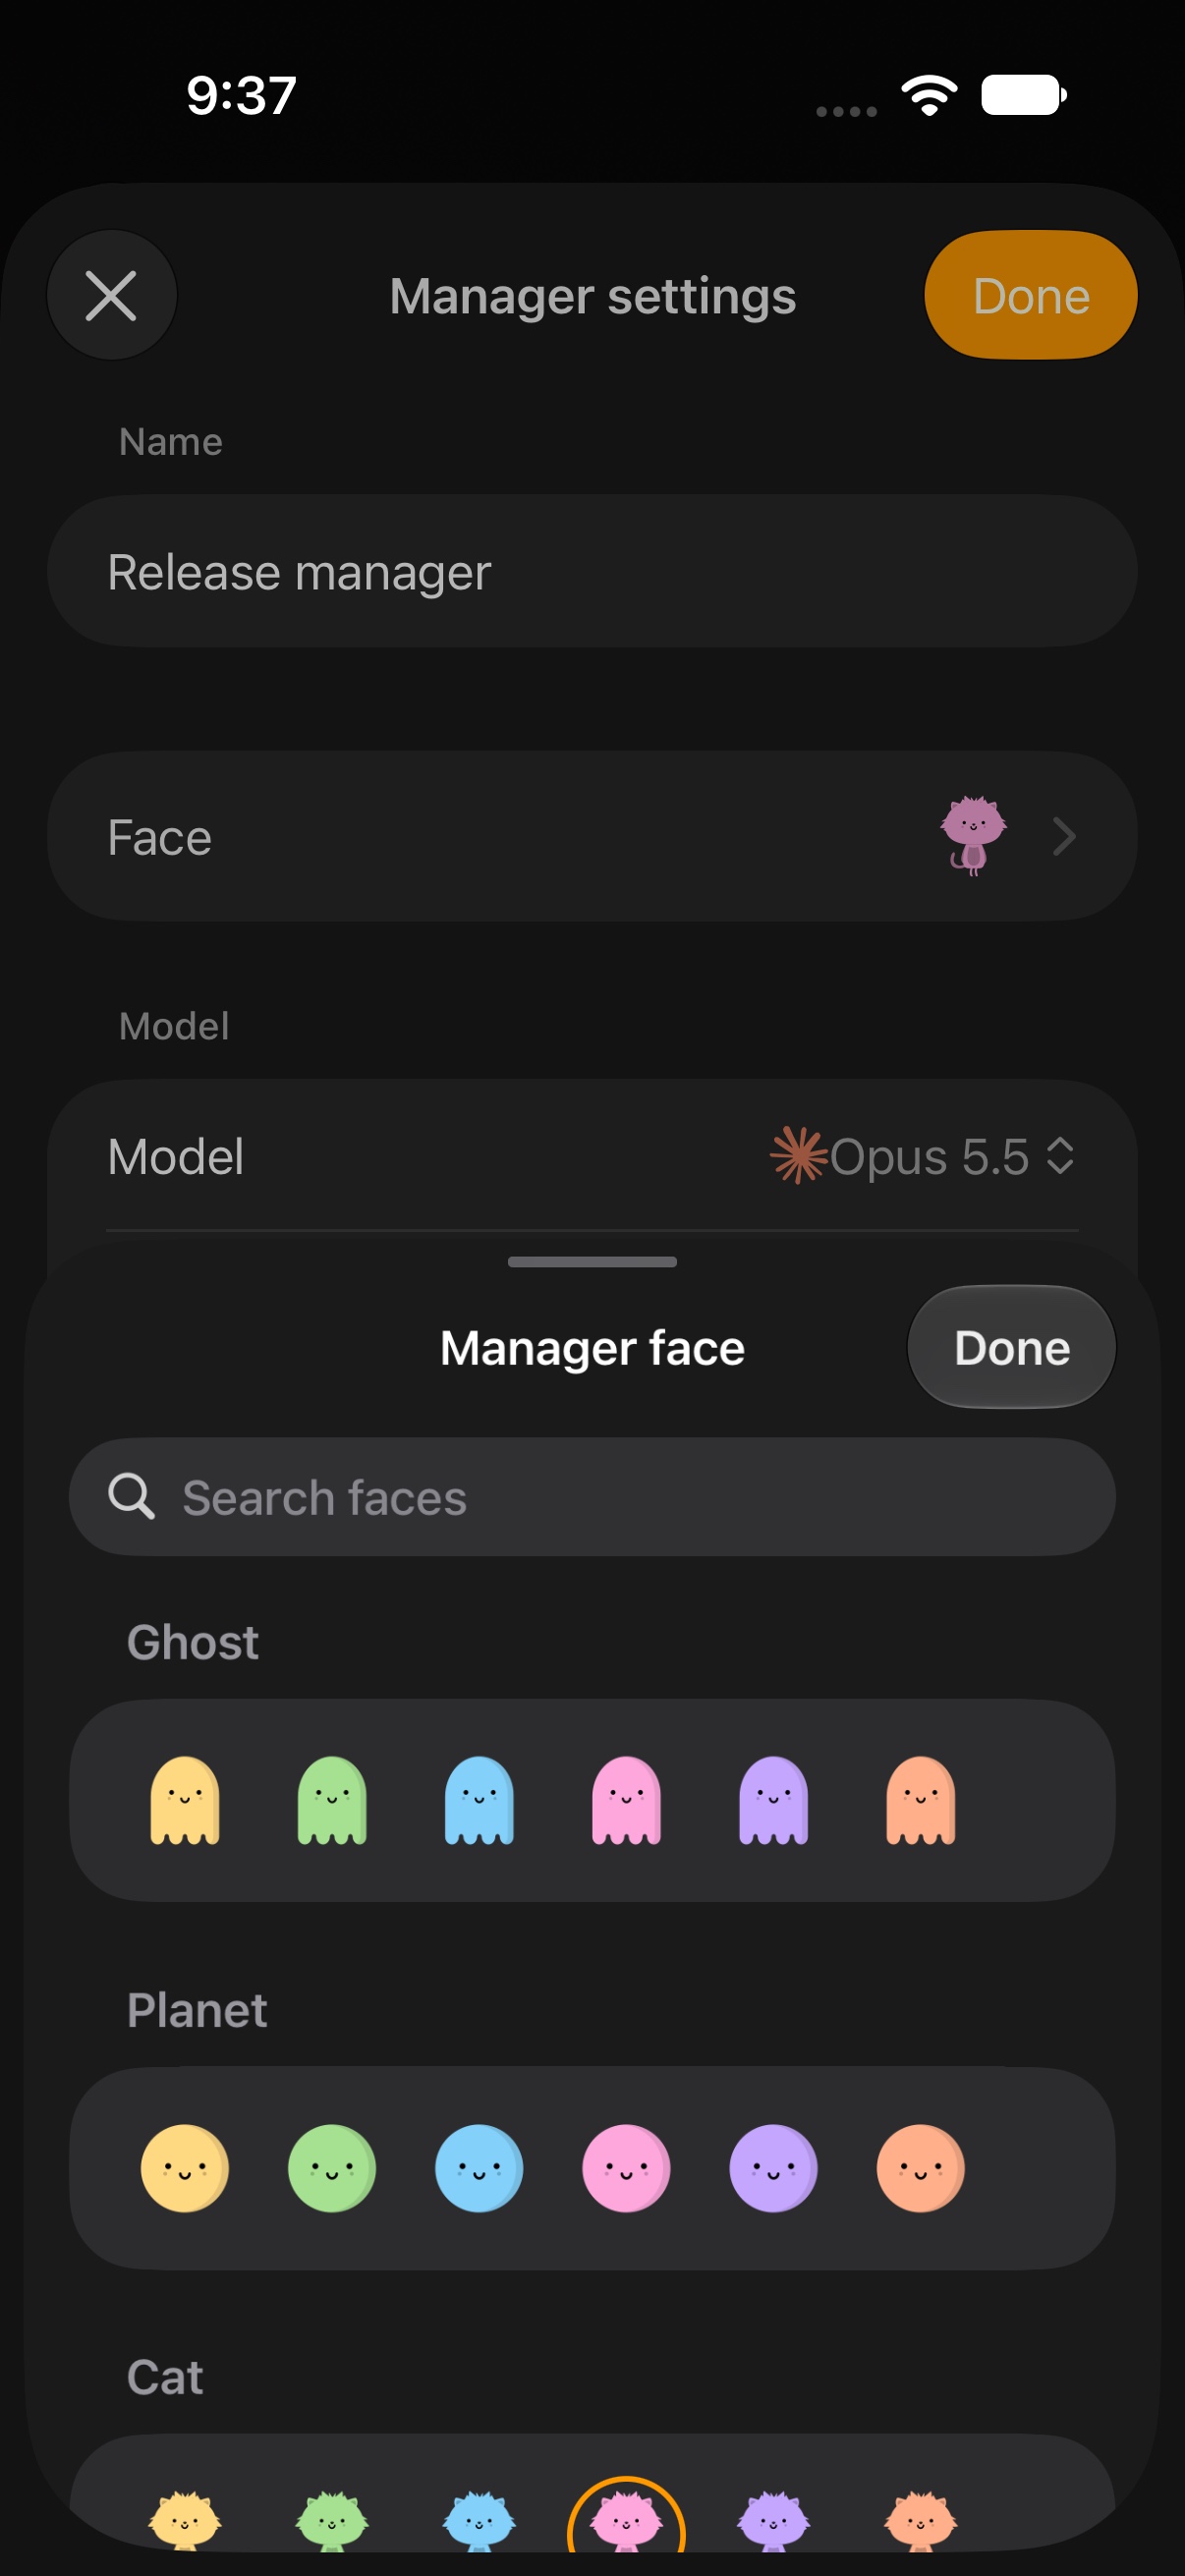 9:37
Manager settings
Done
Name
Release manager
Face
Model
Model
Opus 5.5
Manager face
Done
Search faces
Ghost
Planet
Cat